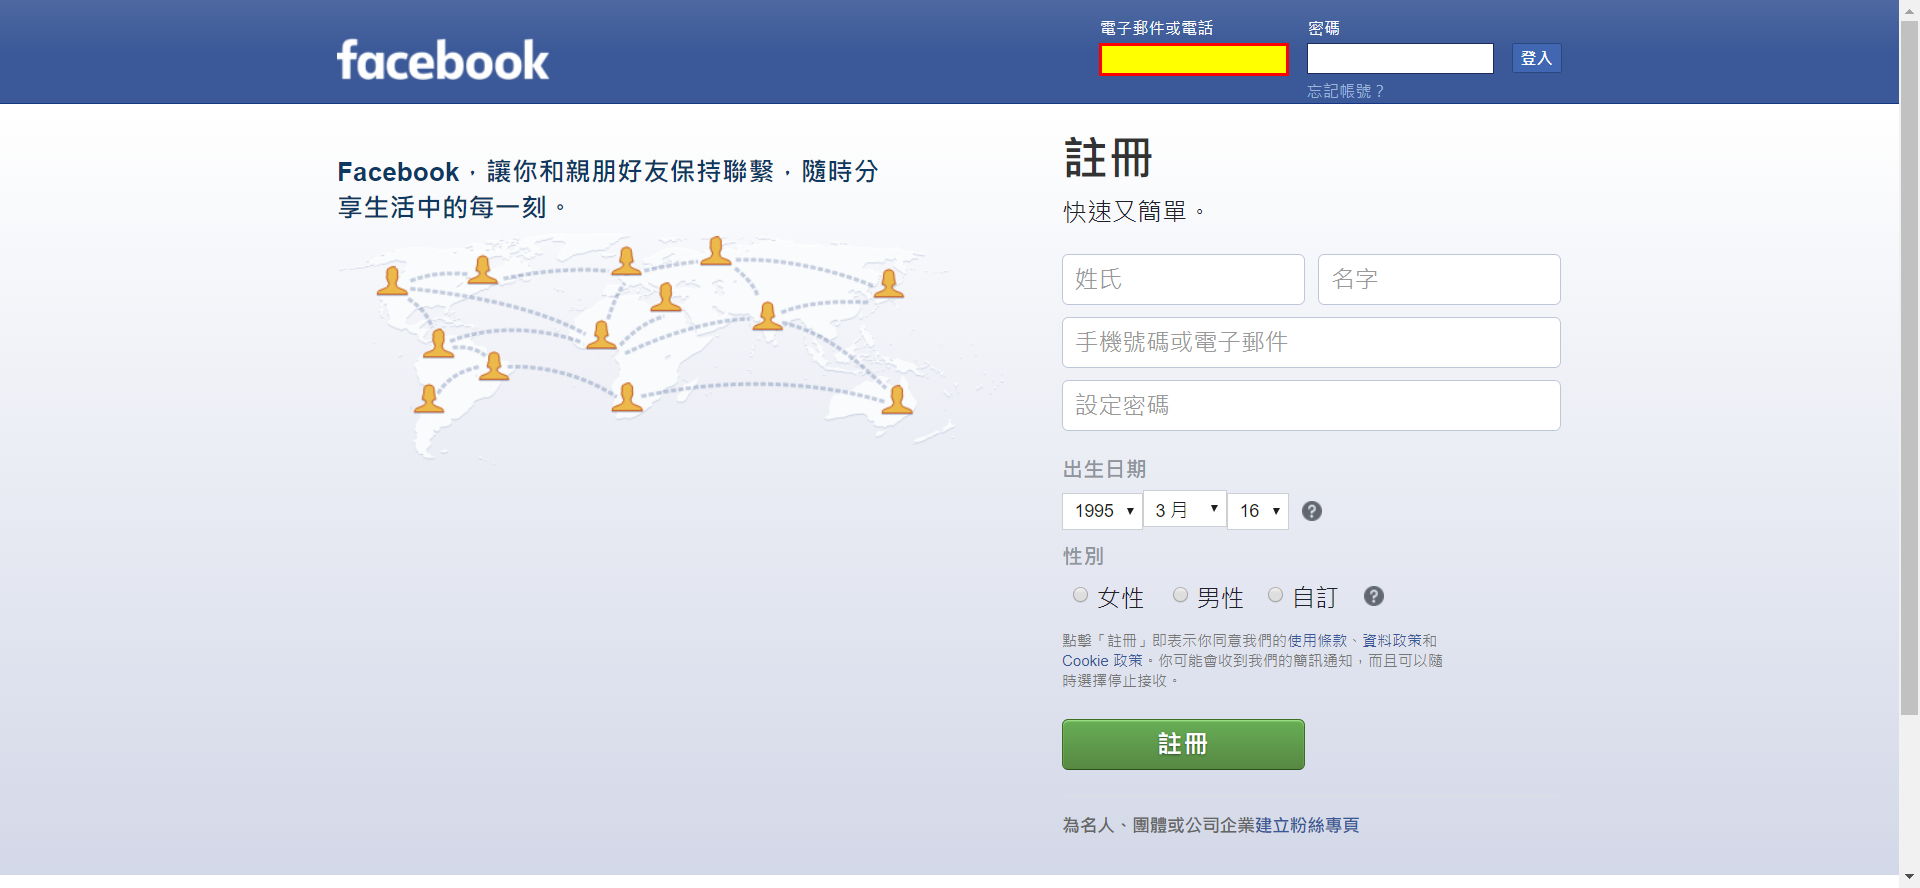 facebook
電子郵件或電話
密碼
登入
忘記帳號？
Facebook，讓你和親朋好友保持聯繫，隨時分
享生活中的每一刻。
註冊
快速又簡單。
姓氏 名字
手機號碼或電子郵件
設定密碼
出生日期
1995 3 月 16
性別
女性 男性 自訂
點擊「註冊」即表示你同意我們的使用條款、資料政策和
Cookie 政策。你可能會收到我們的簡訊通知，而且可以隨
時選擇停止接收。
註冊
為名人、團體或公司企業建立粉絲專頁